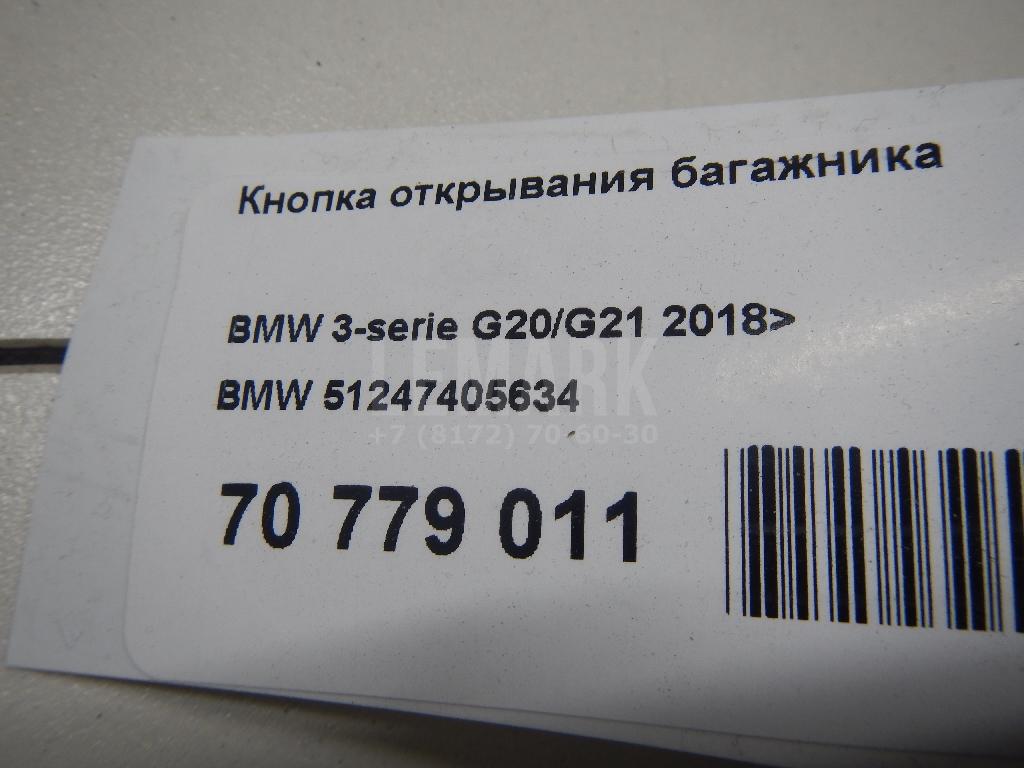 Кнопка открывания багажника
BMW 3-serie G20/G21 2018>
LEMARK
BMW 51247405634
+7 (8172) 70-60-30
70 779 011